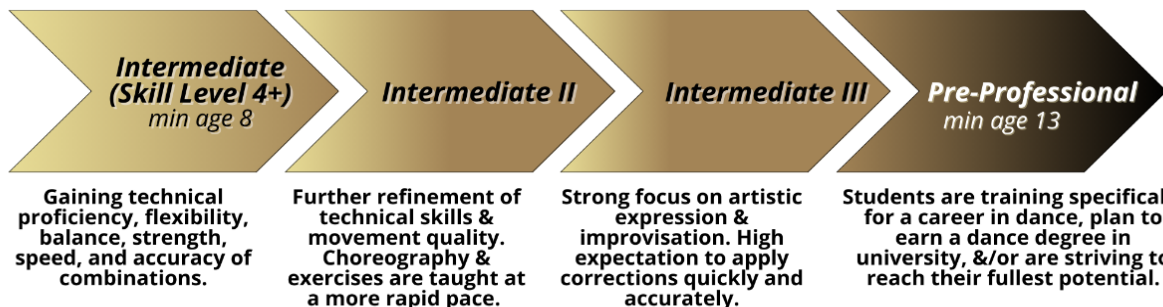 Intermediate
(Skill Level 4+)
min age 8
Gaining technical
proficiency, flexibility,
balance, strength,
speed, and accuracy of
combinations.
Intermediate II
Further refinement of
technical skills &
movement quality.
Choreography &
exercises are taught at
a more rapid pace.
Intermediate III
Strong focus on artistic
expression &
improvisation. High
expectation to apply
corrections quickly and
accurately.
Pre-Professional
min age 13
Students are training specifical
for a career in dance, plan to
earn a dance degree in
university, &/or are striving to
reach their fullest potential.